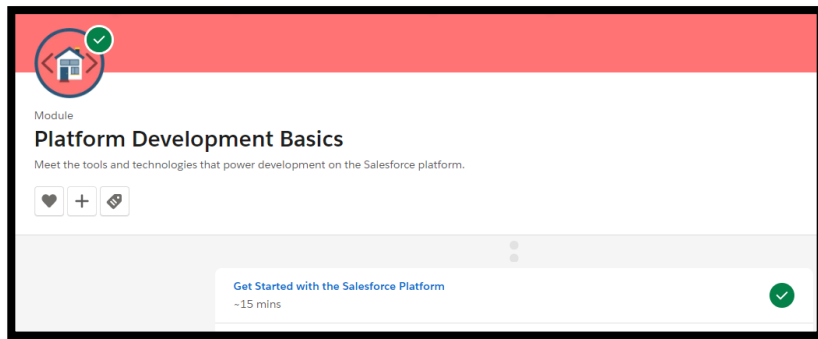 Module
Platform Development Basics
Meet the tools and technologies that power development on the Salesforce platform.
Get Started with the Salesforce Platform
~15 mins